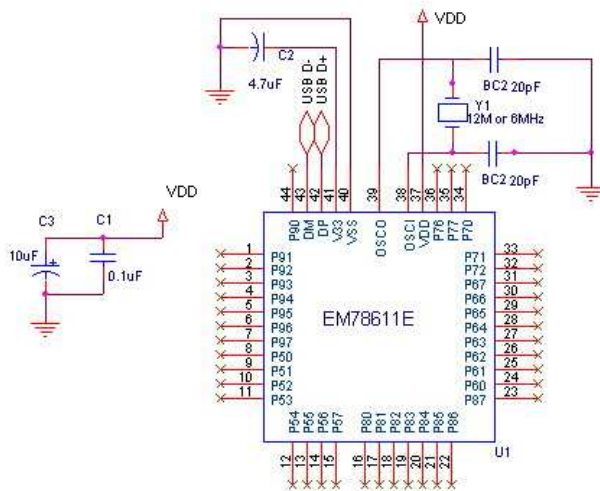 VDD
C2
4.7uF
USB D-
USB D+
BC2 20pF
Y1
12M or 6MHz
BC2 20pF
44 43 42 41 40 39 38 37 36 35 34
P90 DM DP V33 VSS OSCO OSCI VDD P76 P77 P70
VDD
C3 C1
10uF +
0.1uF
1 P91 P71 33
2 P92 P72 32
3 P93 P67 31
4 P94 P66 30
5 P95 P65 29
6 P96 P64 28
7 P97 P63 27
8 P50 P62 26
9 P51 P61 25
10 P52 P60 24
11 P53 P87 23
EM78611E
P54 P55 P56 P57 P80 P81 P82 P83 P84 P85 P86
12 13 14 15 16 17 18 19 20 21 22
U1